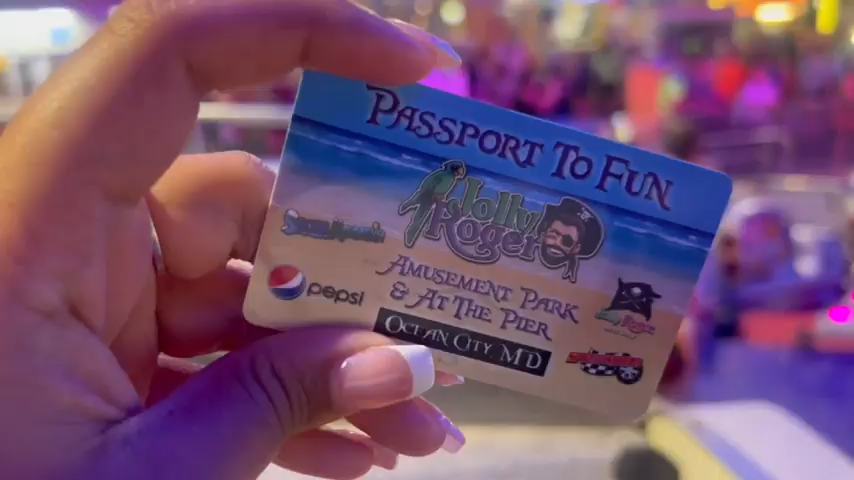 PASSPORT TO FUN
Jolly
Roger
AMUSEMENT PARK
& AT THE PIER
pepsi
OCEAN CITY, MD